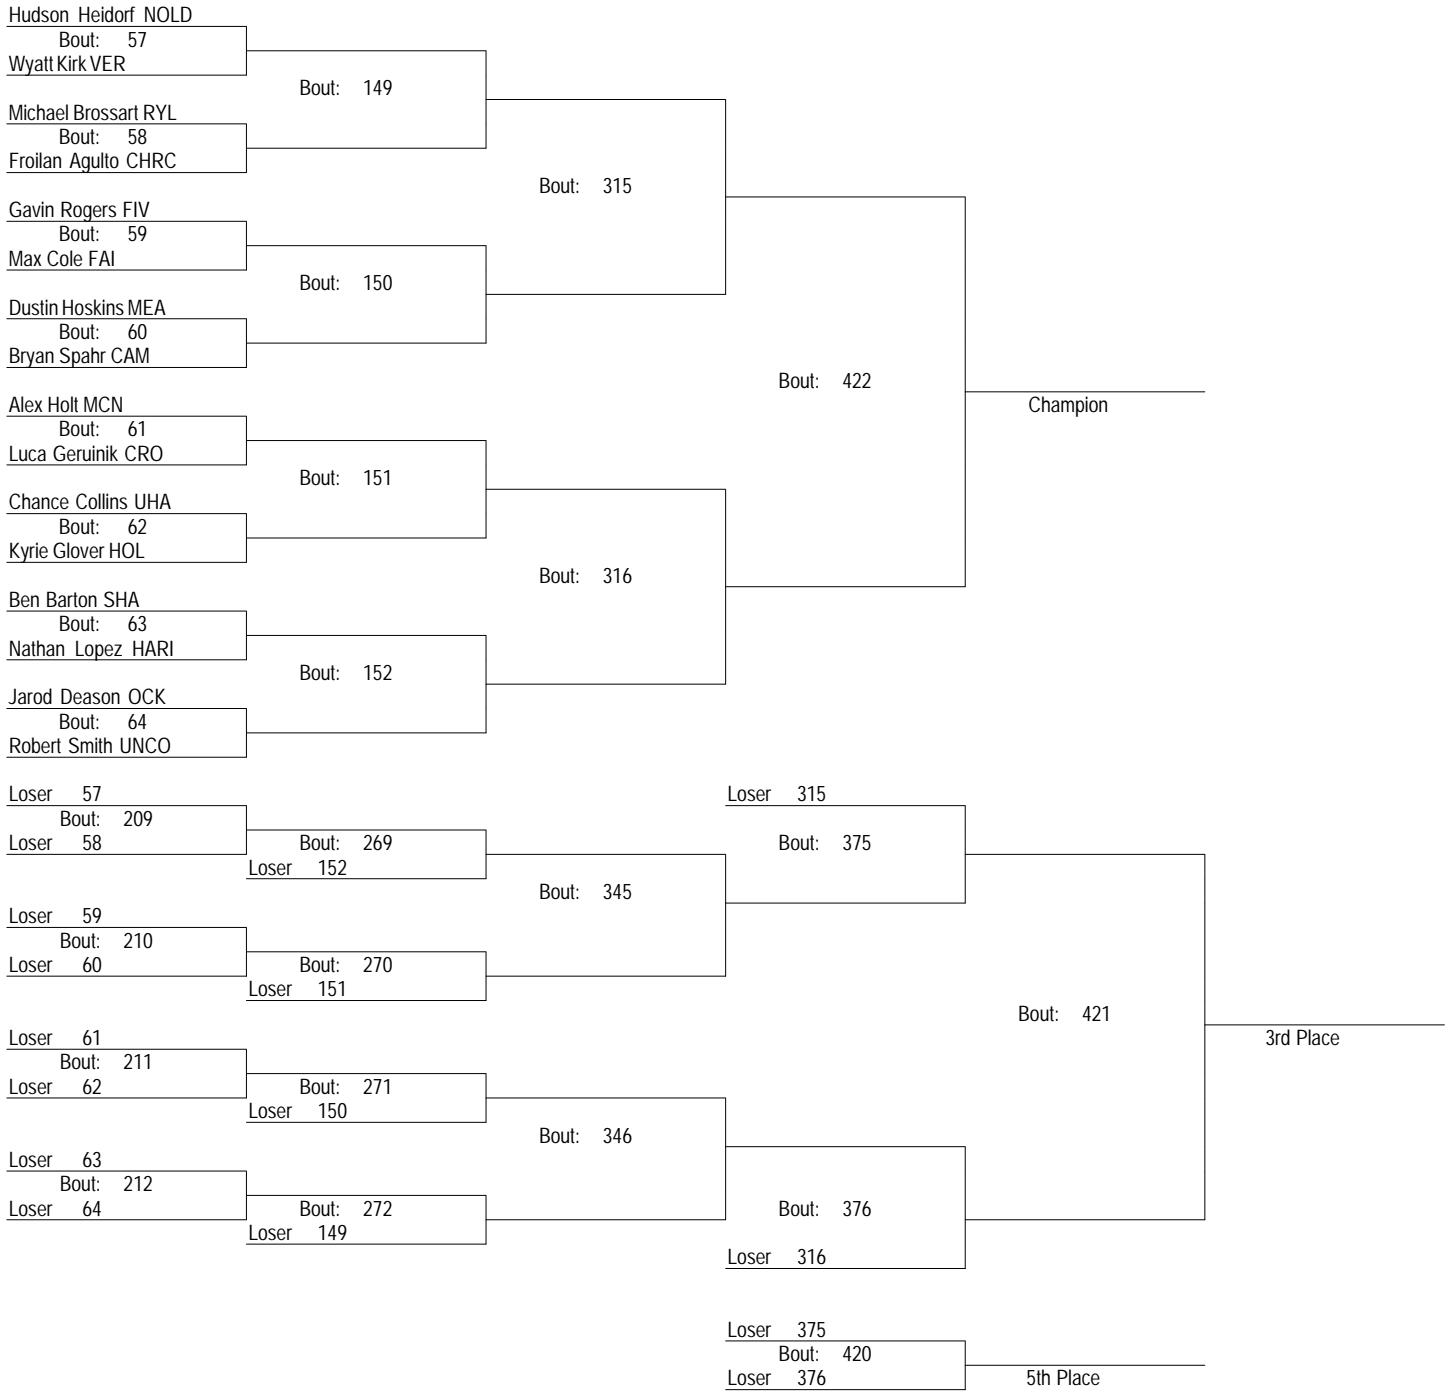 Hudson Heidorf NOLD
Bout: 57
Wyatt Kirk VER
Bout: 149
Michael Brossart RYL
Bout: 58
Froilan Agulto CHRC
Bout: 315
Gavin Rogers FIV
Bout: 59
Max Cole FAI
Bout: 150
Dustin Hoskins MEA
Bout: 60
Bryan Spahr CAM
Bout: 422
Champion
Alex Holt MCN
Bout: 61
Luca Geruinik CRO
Bout: 151
Chance Collins UHA
Bout: 62
Kyrie Glover HOL
Bout: 316
Ben Barton SHA
Bout: 63
Nathan Lopez HARI
Bout: 152
Jarod Deason OCK
Bout: 64
Robert Smith UNCO
Loser 57
Bout: 209
Loser 58
Bout: 269
Loser 152
Loser 315
Bout: 375
Bout: 345
Loser 59
Bout: 210
Loser 60
Bout: 270
Loser 151
Bout: 421
3rd Place
Loser 61
Bout: 211
Loser 62
Bout: 271
Loser 150
Bout: 346
Loser 63
Bout: 212
Loser 64
Bout: 272
Loser 149
Bout: 376
Loser 316
Loser 375
Bout: 420
Loser 376
5th Place